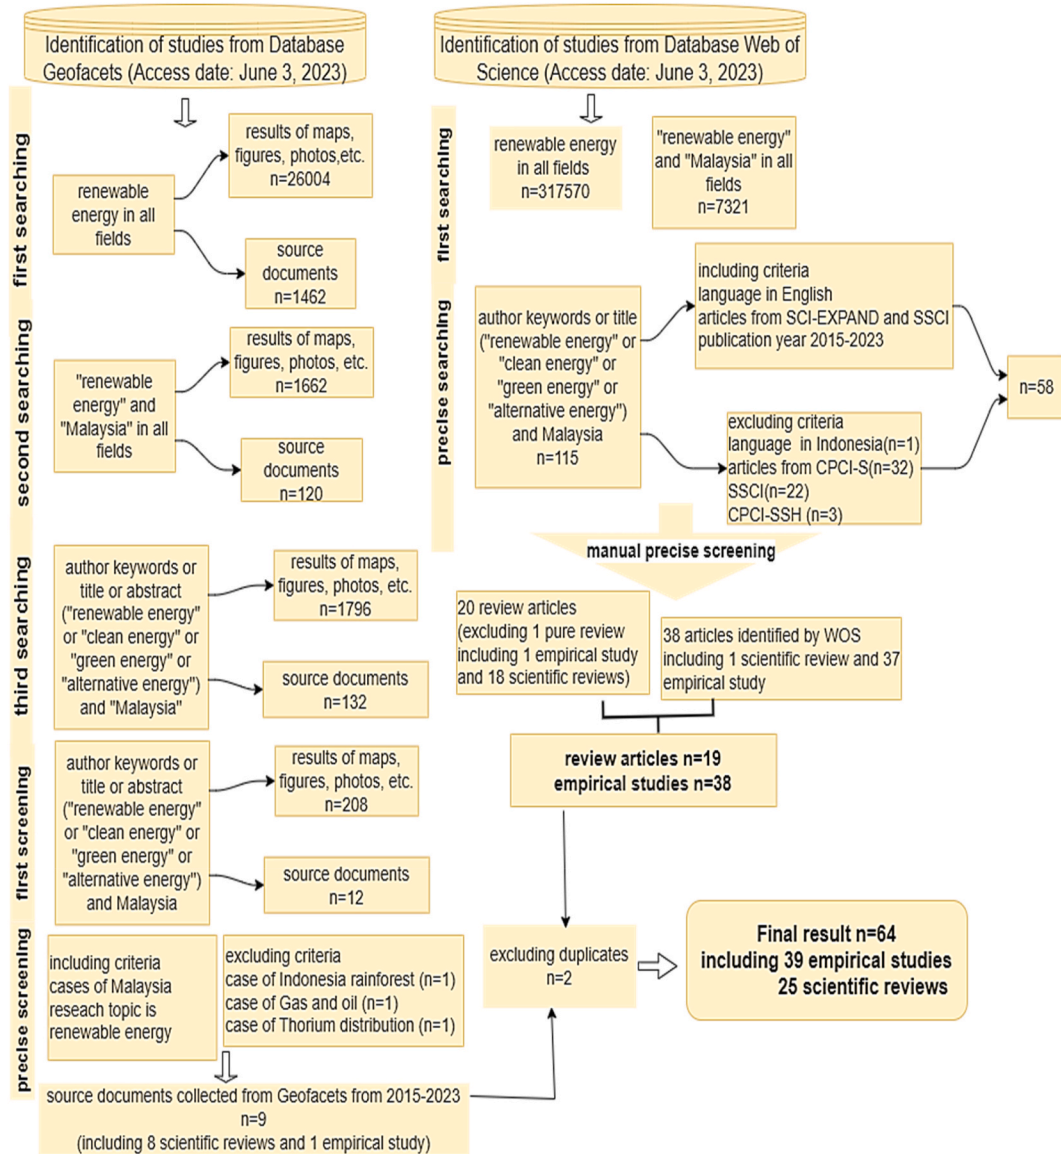 Identification of studies from Database
Geofacets (Access date: June 3, 2023)
first searching
renewable
energy in all
fields
results of maps,
figures, photos,etc.
n=26004
source
documents
n=1462
second searching
"renewable
energy" and
"Malaysia" in all
fields
results of maps,
figures, photos, etc.
n=1662
source
documents
n=120
third searching
author keywords or
title or abstract
("renewable energy"
or "clean energy" or
"green energy" or
"alternative energy")
and "Malaysia"
results of maps,
figures, photos, etc.
n=1796
source documents
n=132
first screening
author keywords or
title or abstract
("renewable energy"
or "clean energy" or
"green energy" or
"alternative energy")
and Malaysia
results of maps,
figures, photos, etc.
n=208
source documents
n=12
precise screening
including criteria
cases of Malaysia
reseach topic is
renewable energy
excluding criteria
case of Indonesia rainforest (n=1)
case of Gas and oil (n=1)
case of Thorium distribution (n=1)
source documents collected from Geofacets from 2015-2023
n=9
(including 8 scientific reviews and 1 empirical study)
Identification of studies from Database Web of
Science (Access date: June 3, 2023)
first searching
renewable energy
in all fields
n=317570
"renewable energy"
and "Malaysia" in all
fields
n=7321
precise searching
author keywords or title
("renewable energy" or
"clean energy" or
"green energy" or
"alternative energy")
and Malaysia
n=115
including criteria
language in English
articles from SCI-EXPAND and SSCI
publication year 2015-2023
excluding criteria
language in Indonesia(n=1)
articles from CPCI-S(n=32)
SSCI(n=22)
CPCI-SSH (n=3)
n=58
manual precise screening
20 review articles
(excluding 1 pure review
including 1 empirical study
and 18 scientific reviews)
38 articles identified by WOS
including 1 scientific review and 37
empirical study
review articles n=19
empirical studies n=38
excluding duplicates
n=2
Final result n=64
including 39 empirical studies
25 scientific reviews